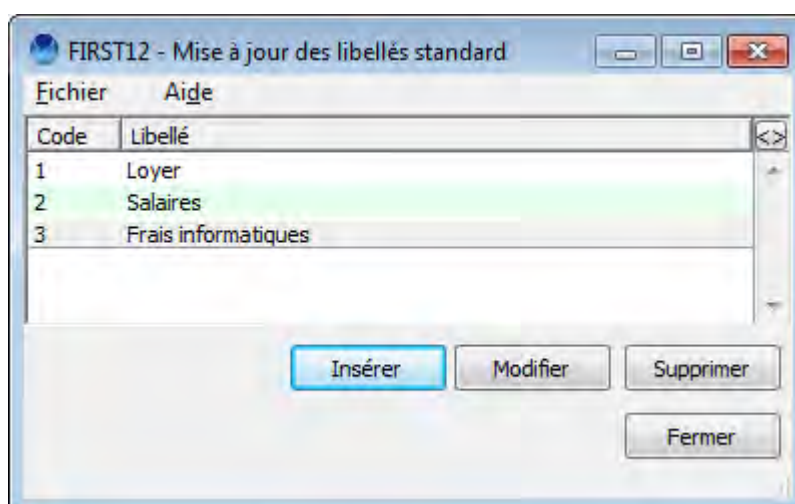 FIRST12 - Mise à jour des libellés standard
Fichier Aide
Code Libellé <>
1 Loyer
2 Salaires
3 Frais informatiques
Insérer Modifier Supprimer
Fermer